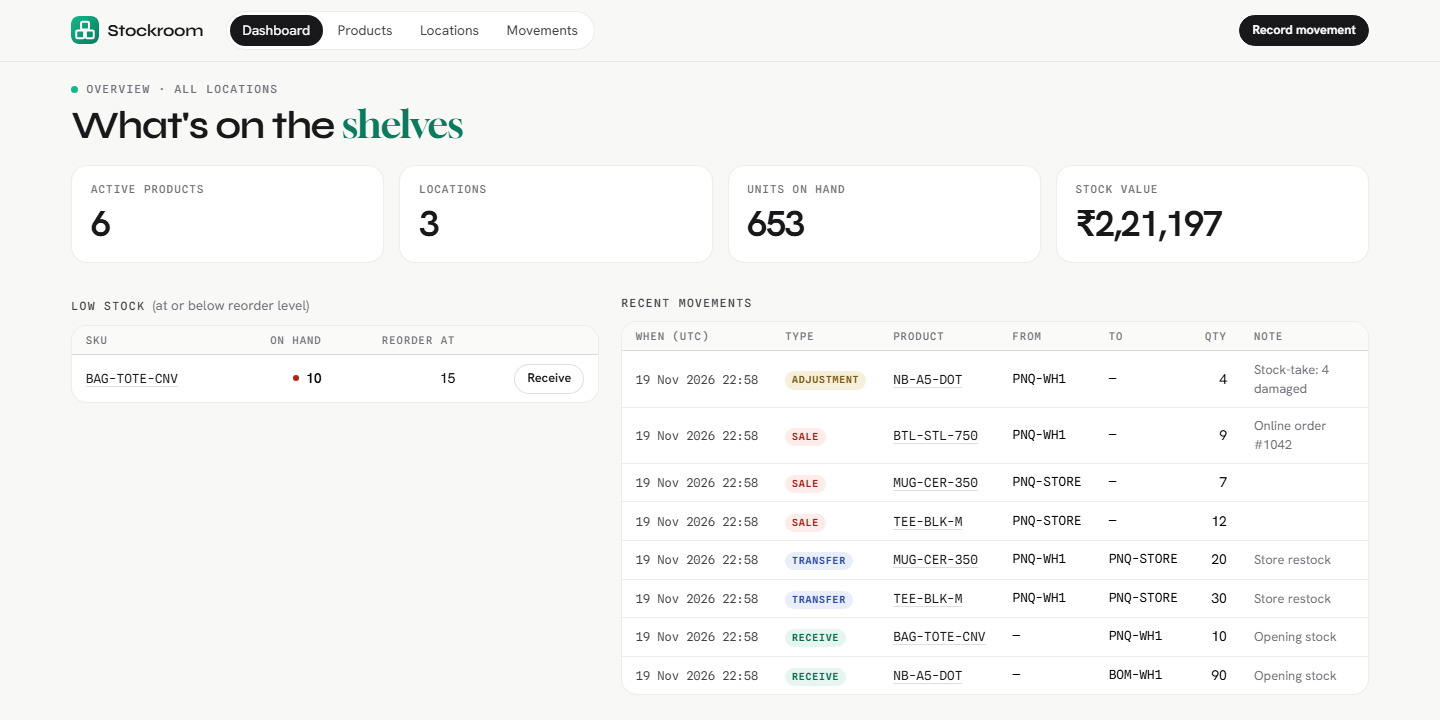 Stockroom Dashboard Products Locations Movements Record movement
OVERVIEW · ALL LOCATIONS
What's on the shelves
ACTIVE PRODUCTS LOCATIONS UNITS ON HAND STOCK VALUE
6 3 653 ₹2,21,197
LOW STOCK (at or below reorder level)
SKU ON HAND REORDER AT
BAG-TOTE-CNV 10 15 Receive
RECENT MOVEMENTS
WHEN (UTC) TYPE PRODUCT FROM TO QTY NOTE
19 Nov 2026 22:58 ADJUSTMENT NB-A5-DOT PNQ-WH1 — 4 Stock-take: 4
damaged
19 Nov 2026 22:58 SALE BTL-STL-750 PNQ-WH1 — 9 Online order
#1042
19 Nov 2026 22:58 SALE MUG-CER-350 PNQ-STORE — 7
19 Nov 2026 22:58 SALE TEE-BLK-M PNQ-STORE — 12
19 Nov 2026 22:58 TRANSFER MUG-CER-350 PNQ-WH1 PNQ-STORE 20 Store restock
19 Nov 2026 22:58 TRANSFER TEE-BLK-M PNQ-WH1 PNQ-STORE 30 Store restock
19 Nov 2026 22:58 RECEIVE BAG-TOTE-CNV — PNQ-WH1 10 Opening stock
19 Nov 2026 22:58 RECEIVE NB-A5-DOT — BOM-WH1 90 Opening stock